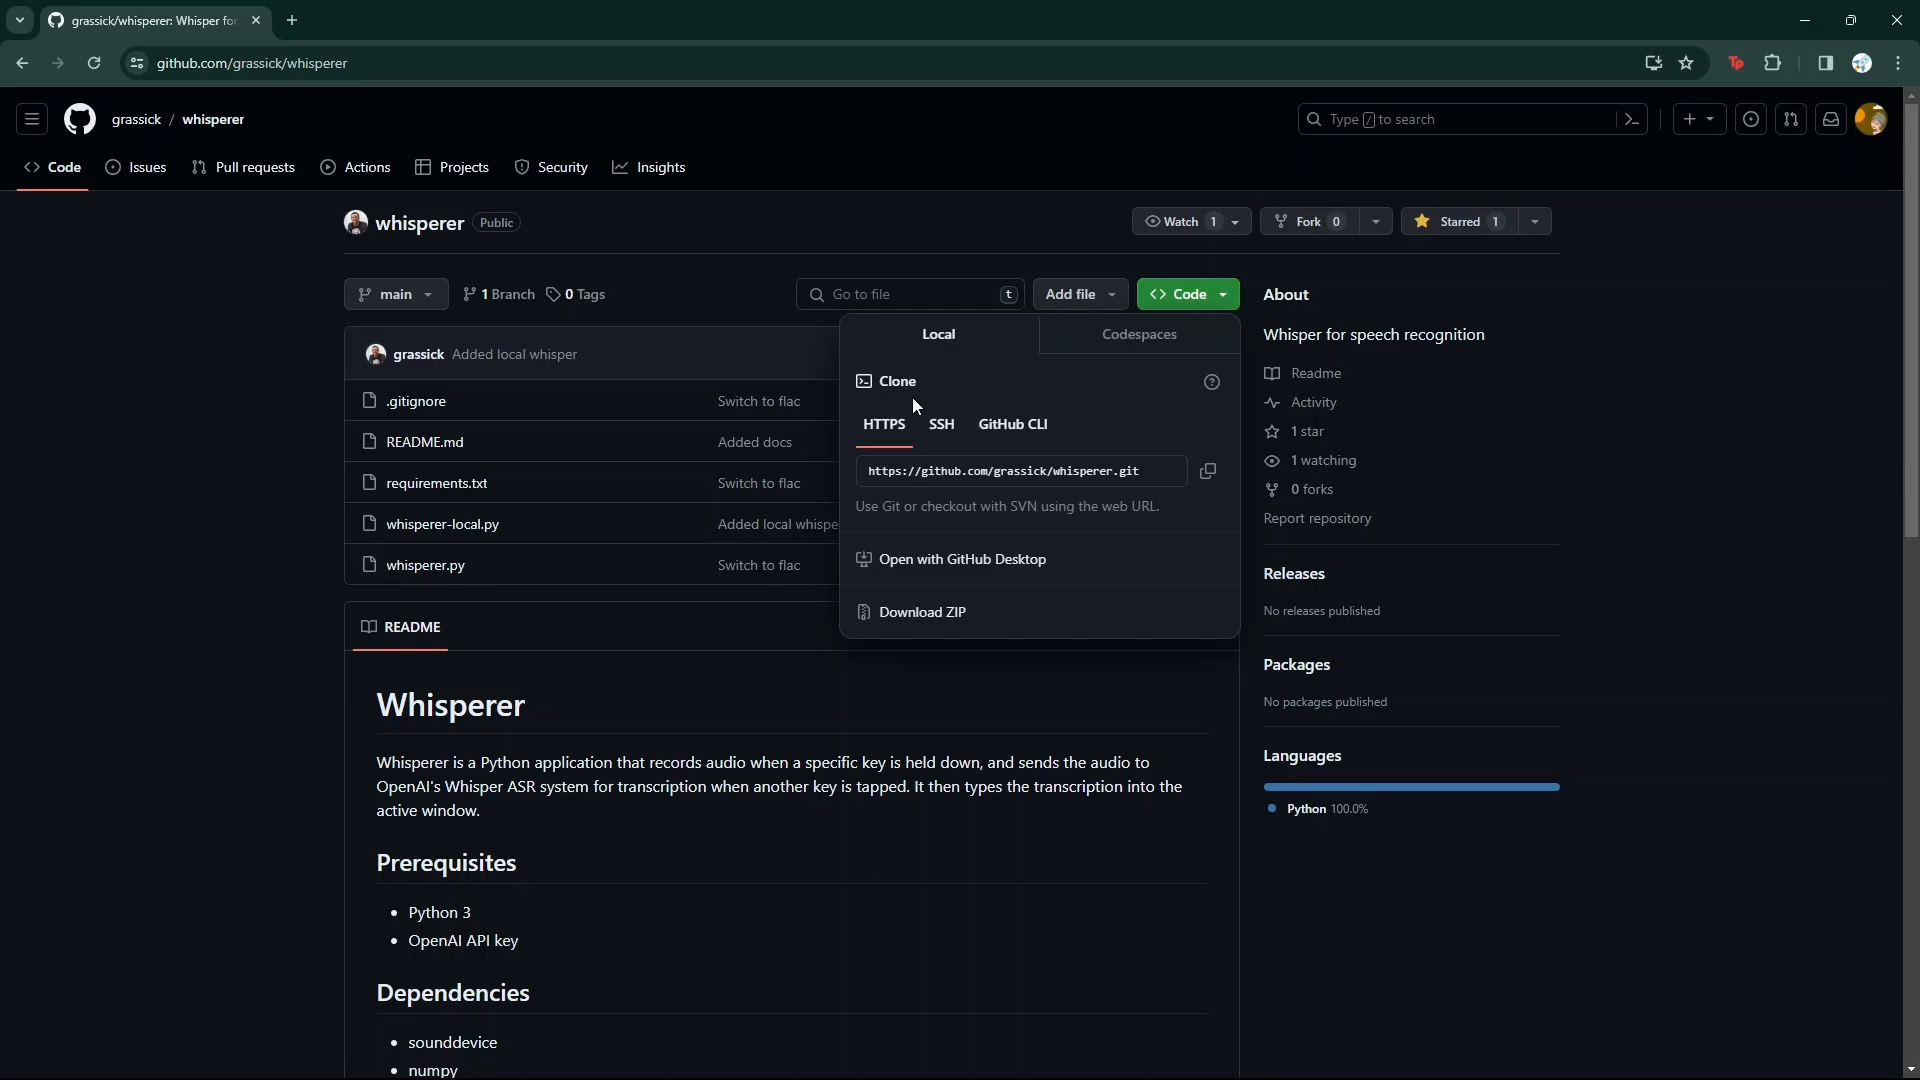 grassick/whisperer: Whisper for
github.com/grassick/whisperer
grassick / whisperer
Type / to search
Code Issues Pull requests Actions Projects Security Insights
whisperer Public
Watch 1 Fork 0 Starred 1
main 1 Branch 0 Tags Go to file t Add file Code
Local Codespaces
grassick Added local whisper
Clone
.gitignore Switch to flac
HTTPS SSH GitHub CLI
README.md Added docs
https://github.com/grassick/whisperer.git
requirements.txt Switch to flac
Use Git or checkout with SVN using the web URL.
whisperer-local.py Added local whispe
Open with GitHub Desktop
whisperer.py Switch to flac
Download ZIP
README
Whisperer
Whisperer is a Python application that records audio when a specific key is held down, and sends the audio to
OpenAI's Whisper ASR system for transcription when another key is tapped. It then types the transcription into the
active window.
Prerequisites
Python 3
OpenAI API key
Dependencies
sounddevice
numpy
About
Whisper for speech recognition
Readme
Activity
1 star
1 watching
0 forks
Report repository
Releases
No releases published
Packages
No packages published
Languages
Python 100.0%